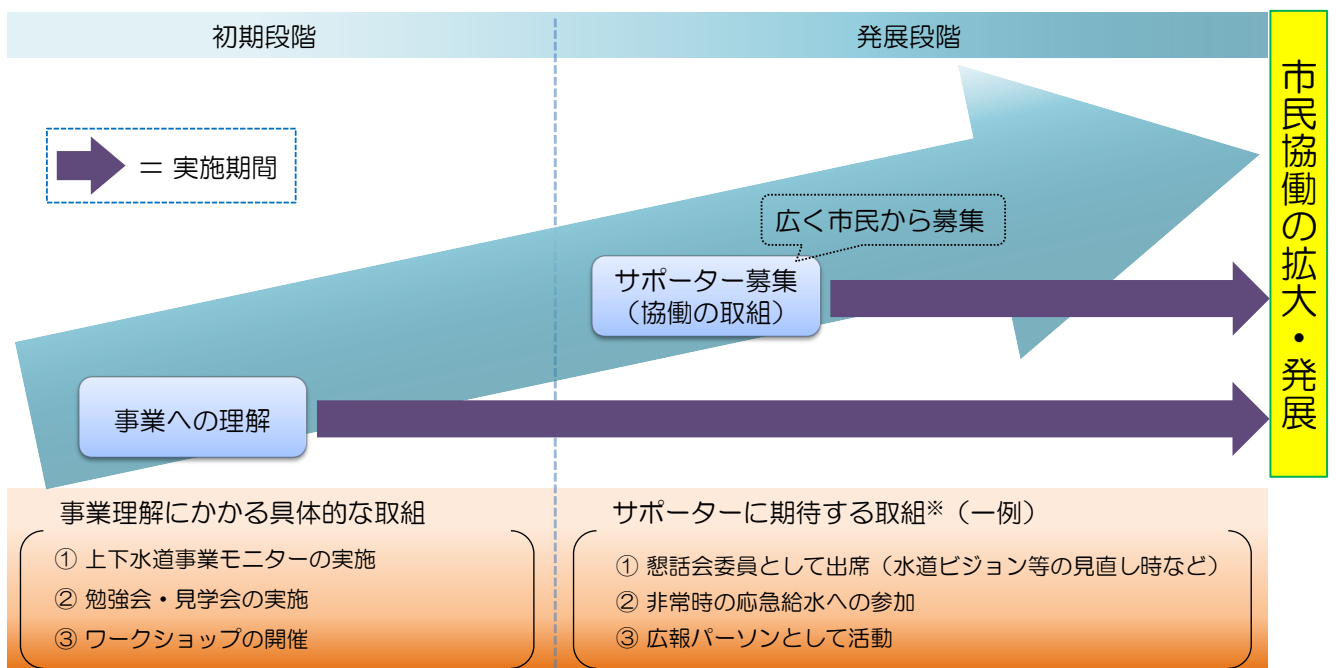 初期段階
発展段階
＝ 実施期間
広く市民から募集
サポーター募集
（協働の取組）
事業への理解
市民協働の拡大・発展
事業理解にかかる具体的な取組
① 上下水道事業モニターの実施
② 勉強会・見学会の実施
③ ワークショップの開催
サポーターに期待する取組※（一例）
① 懇話会委員として出席（水道ビジョン等の見直し時など）
② 非常時の応急給水への参加
③ 広報パーソンとして活動